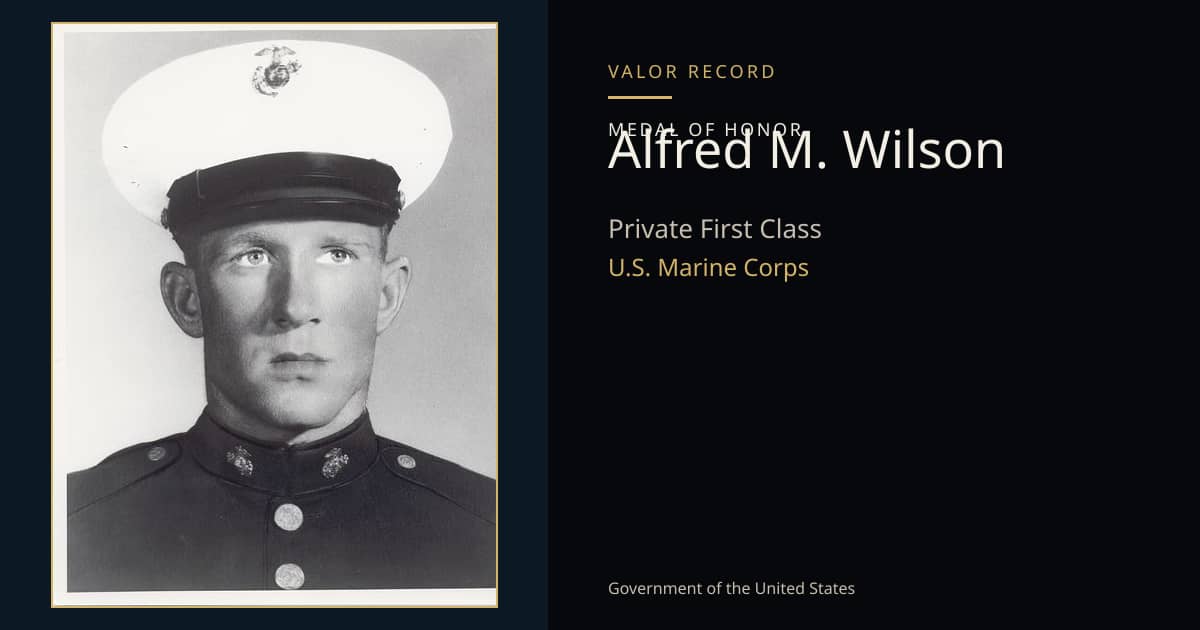 VALOR RECORD
MEDAL OF HONOR
Alfred M. Wilson
Private First Class
U.S. Marine Corps
Government of the United States